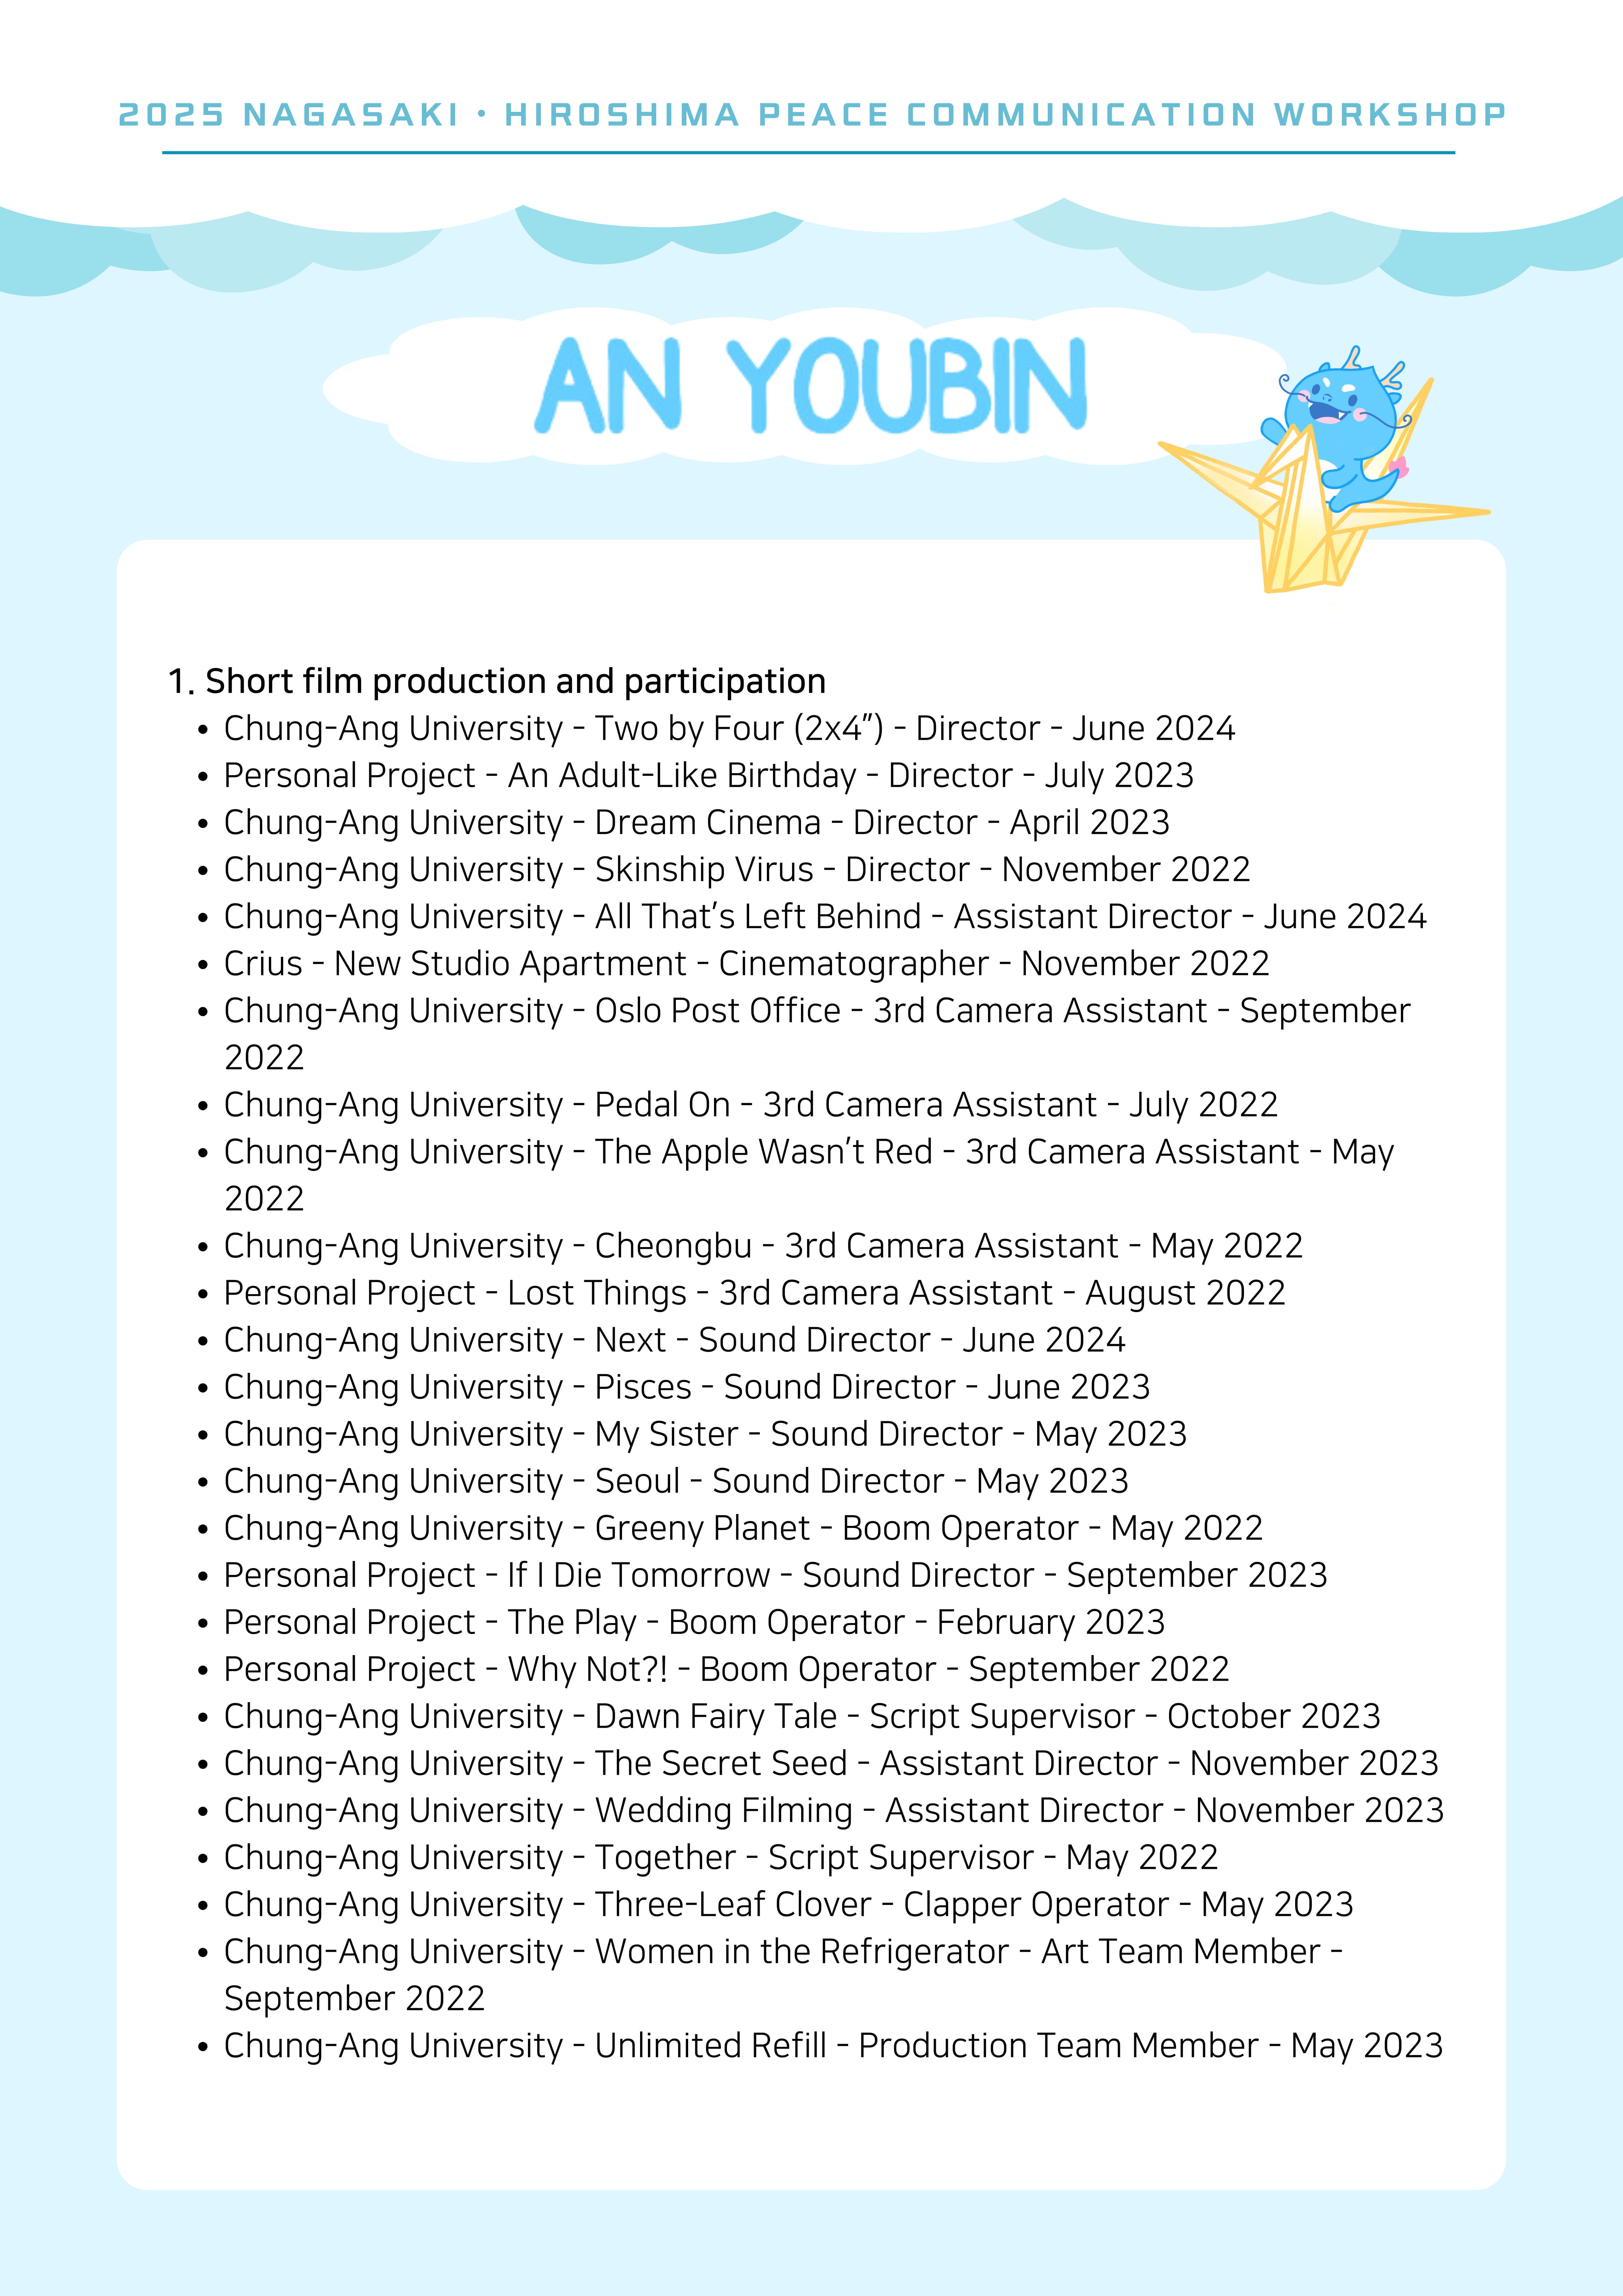 2025 NAGASAKI • HIROSHIMA PEACE COMMUNICATION WORKSHOP
AN YOUBIN
1. Short film production and participation
• Chung-Ang University - Two by Four (2x4") - Director - June 2024
• Personal Project - An Adult-Like Birthday - Director - July 2023
• Chung-Ang University - Dream Cinema - Director - April 2023
• Chung-Ang University - Skinship Virus - Director - November 2022
• Chung-Ang University - All That's Left Behind - Assistant Director - June 2024
• Crius - New Studio Apartment - Cinematographer - November 2022
• Chung-Ang University - Oslo Post Office - 3rd Camera Assistant - September
2022
• Chung-Ang University - Pedal On - 3rd Camera Assistant - July 2022
• Chung-Ang University - The Apple Wasn't Red - 3rd Camera Assistant - May
2022
• Chung-Ang University - Cheongbu - 3rd Camera Assistant - May 2022
• Personal Project - Lost Things - 3rd Camera Assistant - August 2022
• Chung-Ang University - Next - Sound Director - June 2024
• Chung-Ang University - Pisces - Sound Director - June 2023
• Chung-Ang University - My Sister - Sound Director - May 2023
• Chung-Ang University - Seoul - Sound Director - May 2023
• Chung-Ang University - Greeny Planet - Boom Operator - May 2022
• Personal Project - If I Die Tomorrow - Sound Director - September 2023
• Personal Project - The Play - Boom Operator - February 2023
• Personal Project - Why Not?! - Boom Operator - September 2022
• Chung-Ang University - Dawn Fairy Tale - Script Supervisor - October 2023
• Chung-Ang University - The Secret Seed - Assistant Director - November 2023
• Chung-Ang University - Wedding Filming - Assistant Director - November 2023
• Chung-Ang University - Together - Script Supervisor - May 2022
• Chung-Ang University - Three-Leaf Clover - Clapper Operator - May 2023
• Chung-Ang University - Women in the Refrigerator - Art Team Member -
September 2022
• Chung-Ang University - Unlimited Refill - Production Team Member - May 2023